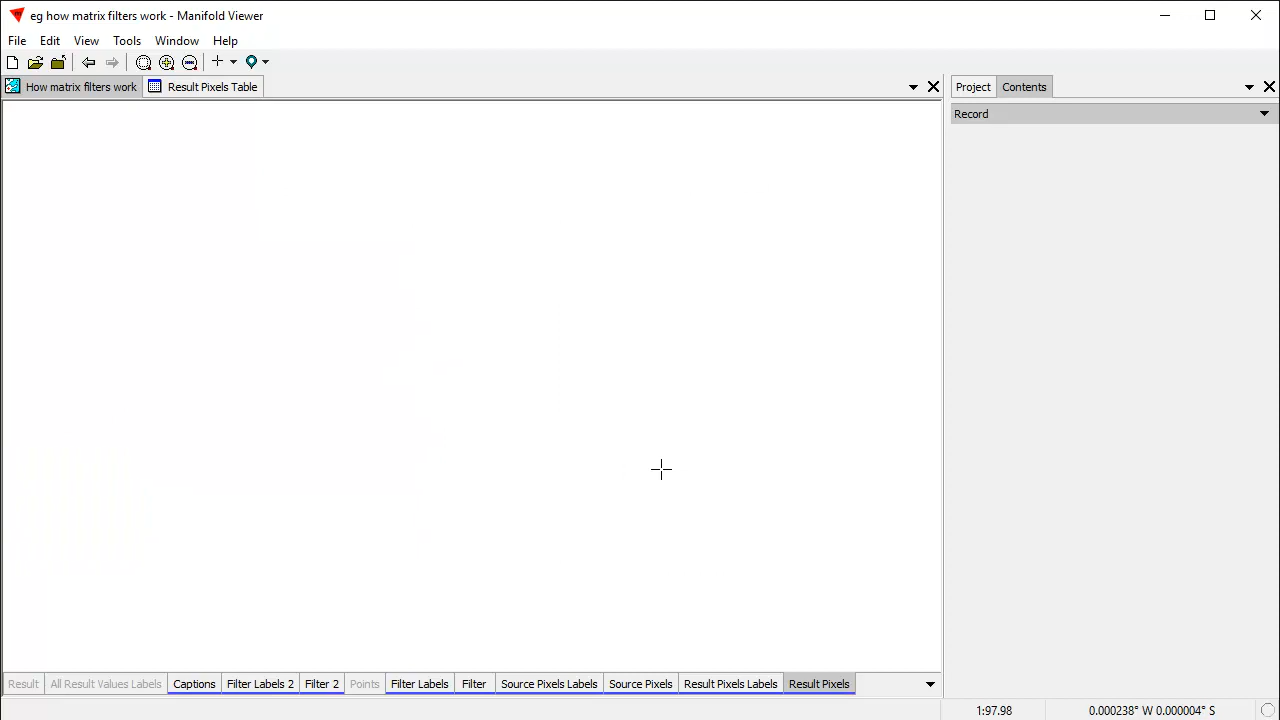 eg how matrix filters work - Manifold Viewer
File Edit View Tools Window Help
How matrix filters work Result Pixels Table
Project Contents
Record
Result All Result Values Labels Captions Filter Labels 2 Filter 2 Points Filter Labels Filter Source Pixels Labels Source Pixels Result Pixels Labels Result Pixels
1:97.98 0.000238° W 0.000004° S